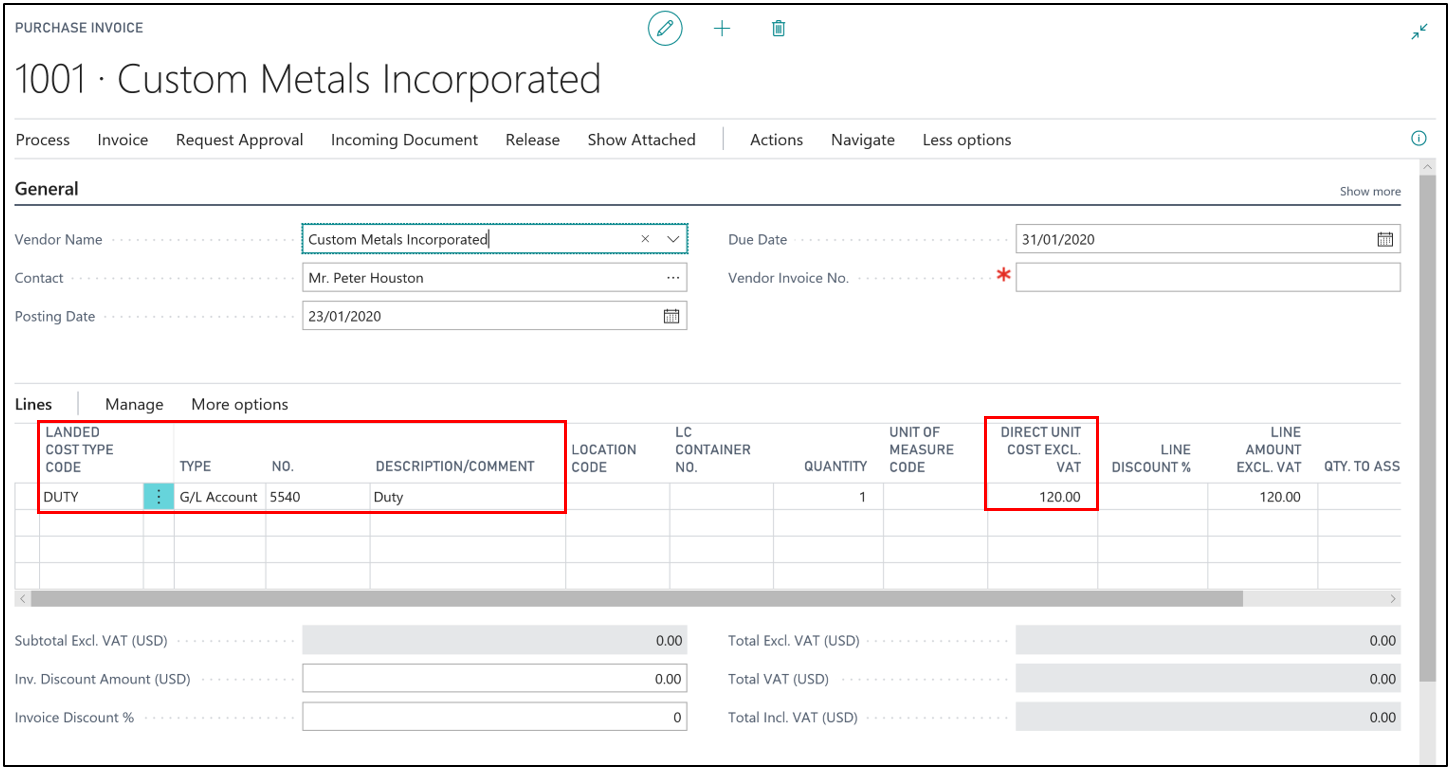 PURCHASE INVOICE
1001 · Custom Metals Incorporated
Process Invoice Request Approval Incoming Document Release Show Attached Actions Navigate Less options
General Show more
Vendor Name Custom Metals Incorporated Due Date 31/01/2020
Contact Mr. Peter Houston Vendor Invoice No. *
Posting Date 23/01/2020
Lines Manage More options
LANDED
COST TYPE
CODE TYPE NO. DESCRIPTION/COMMENT
LOCATION
CODE
LC
CONTAINER
NO.
QUANTITY
UNIT OF
MEASURE
CODE
DIRECT UNIT
COST EXCL.
VAT
LINE
DISCOUNT %
LINE
AMOUNT
EXCL. VAT
QTY. TO ASS
DUTY G/L Account 5540 Duty 1 120.00 120.00
Subtotal Excl. VAT (USD) 0.00 Total Excl. VAT (USD) 0.00
Inv. Discount Amount (USD) 0.00 Total VAT (USD) 0.00
Invoice Discount % 0 Total Incl. VAT (USD) 0.00